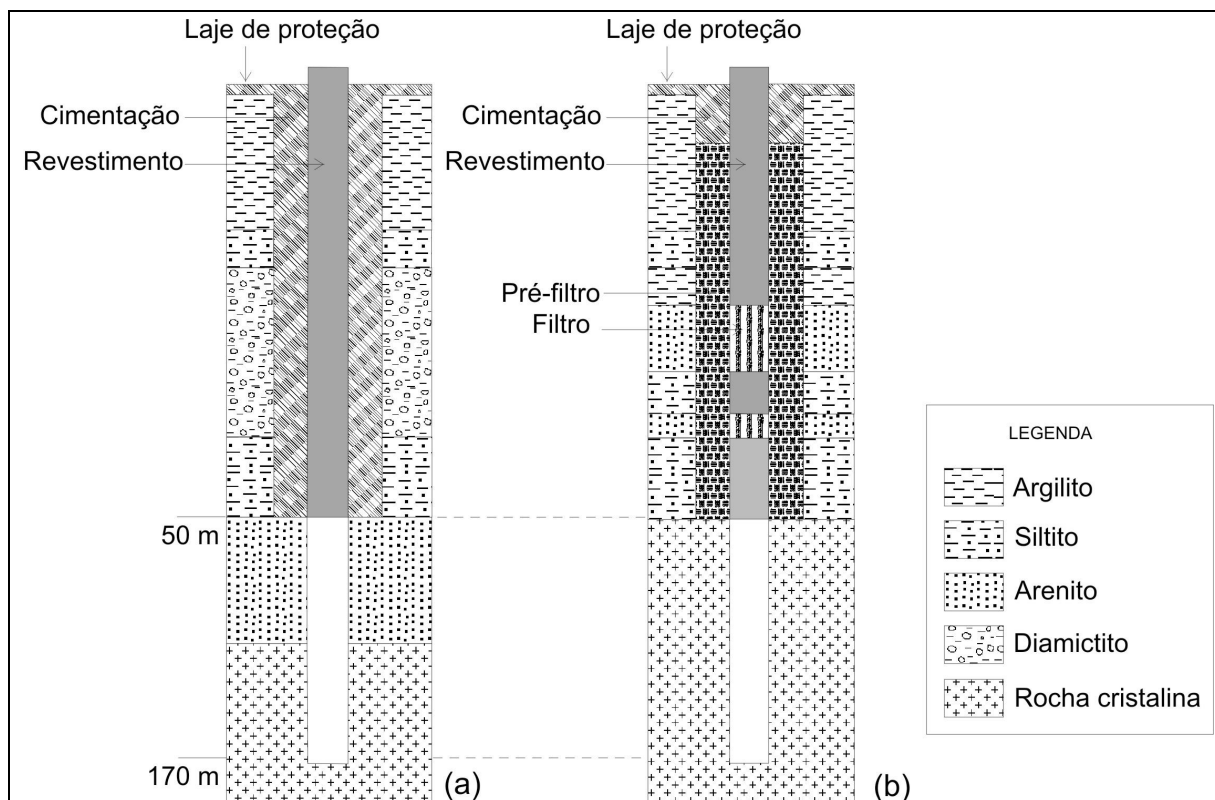 Laje de proteção
Cimentação
Revestimento
50 m
170 m
(a)
Laje de proteção
Cimentação
Revestimento
Pré-filtro
Filtro
(b)
LEGENDA
Argilito
Siltito
Arenito
Diamictito
Rocha cristalina